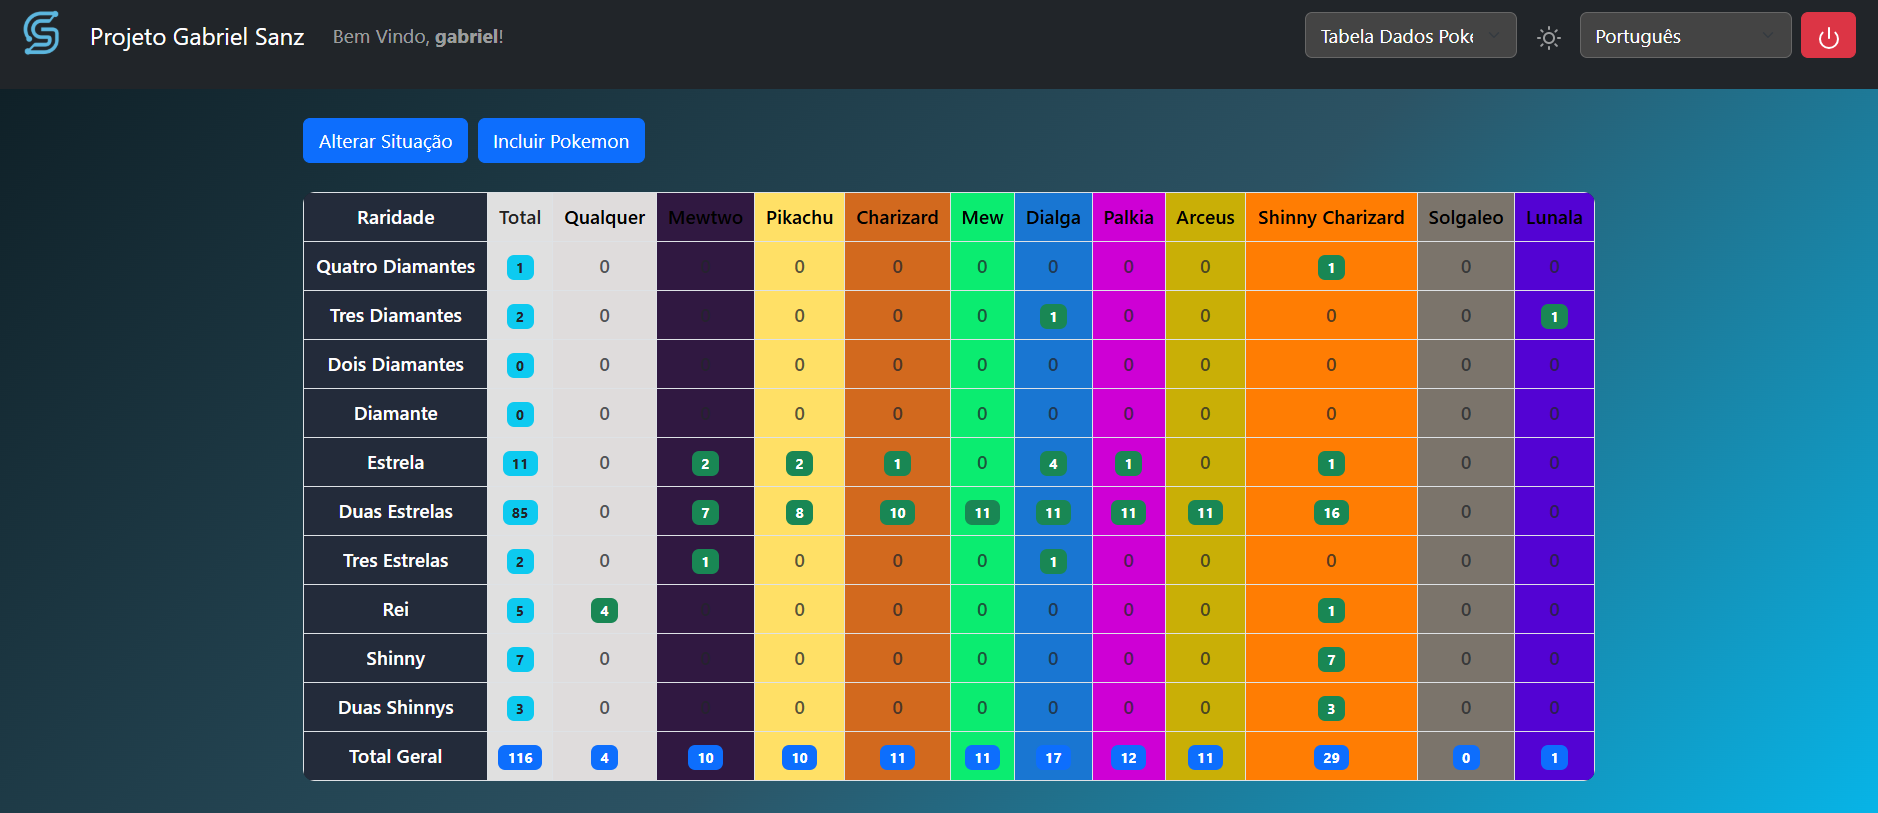 Projeto Gabriel Sanz Bem Vindo, gabriel! Tabela Dados Poke Português
Alterar Situação Incluir Pokemon
Raridade Total Qualquer Mewtwo Pikachu Charizard Mew Dialga Palkia Arceus Shinny Charizard Solgaleo Lunala
Quatro Diamantes 1 0 0 0 0 0 0 0 1 0 0
Tres Diamantes 2 0 0 0 0 1 0 0 0 0 1
Dois Diamantes 0 0 0 0 0 0 0 0 0 0 0
Diamante 0 0 0 0 0 0 0 0 0 0 0
Estrela 11 0 2 2 1 0 4 1 0 1 0 0
Duas Estrelas 85 0 7 8 10 11 11 11 11 16 0 0
Tres Estrelas 2 0 1 0 0 0 1 0 0 0 0 0
Rei 5 4 0 0 0 0 0 0 1 0 0
Shinny 7 0 0 0 0 0 0 0 7 0 0
Duas Shinnys 3 0 0 0 0 0 0 0 3 0 0
Total Geral 116 4 10 10 11 11 17 12 11 29 0 1